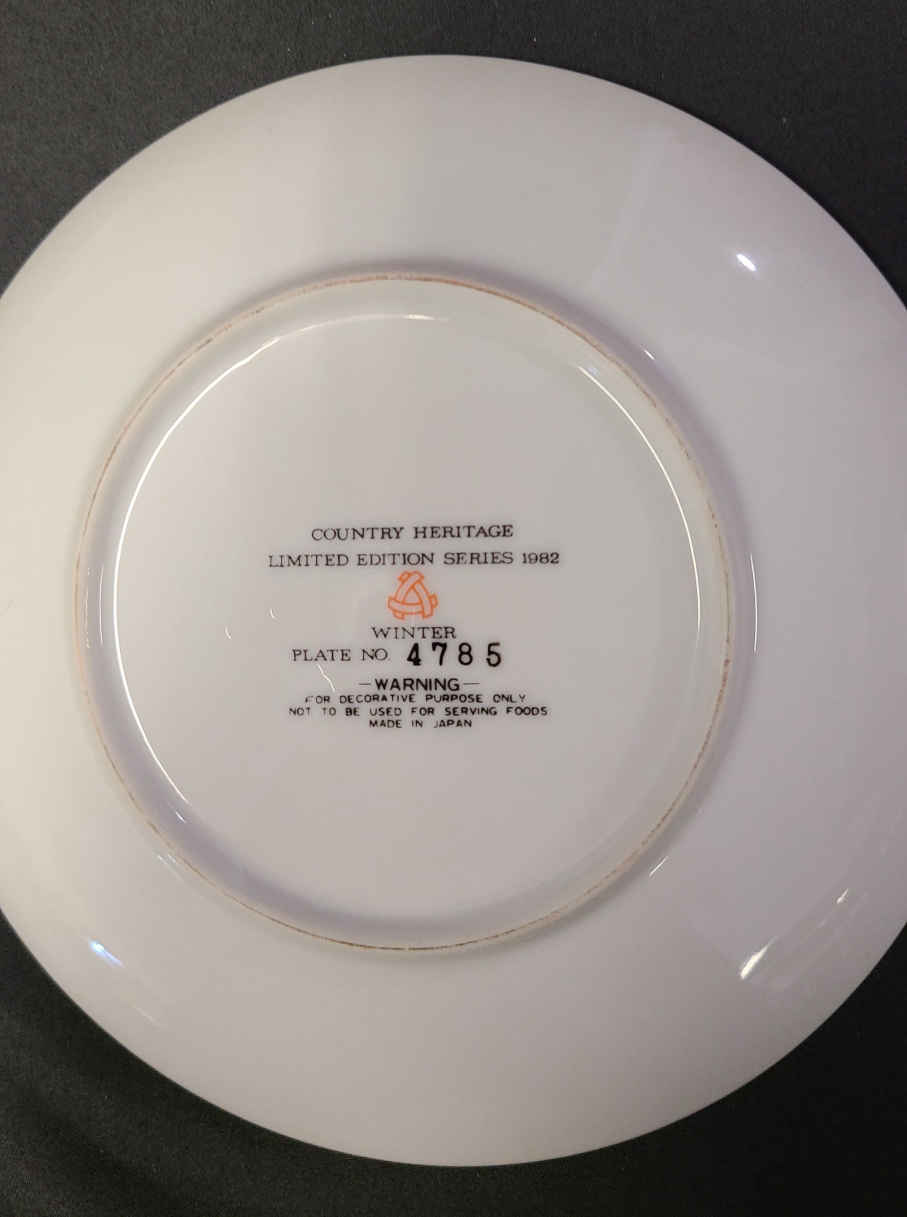 COUNTRY HERITAGE
LIMITED EDITION SERIES 1982
WINTER
PLATE NO. 4785
—WARNING—
FOR DECORATIVE PURPOSE ONLY
NOT TO BE USED FOR SERVING FOODS
MADE IN JAPAN